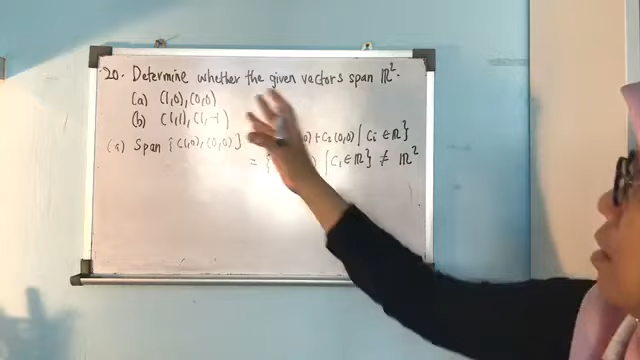 20. Determine whether the given vectors span ℝ².
(a) (1,0), (0,0)
(b) (1,1), (1,-1)
(a) Span {(1,0), (0,0)} 0) + C₂(0,0) | Cᵢ ∈ ℝ}
= { ) | C₁ ∈ ℝ} ≠ ℝ²